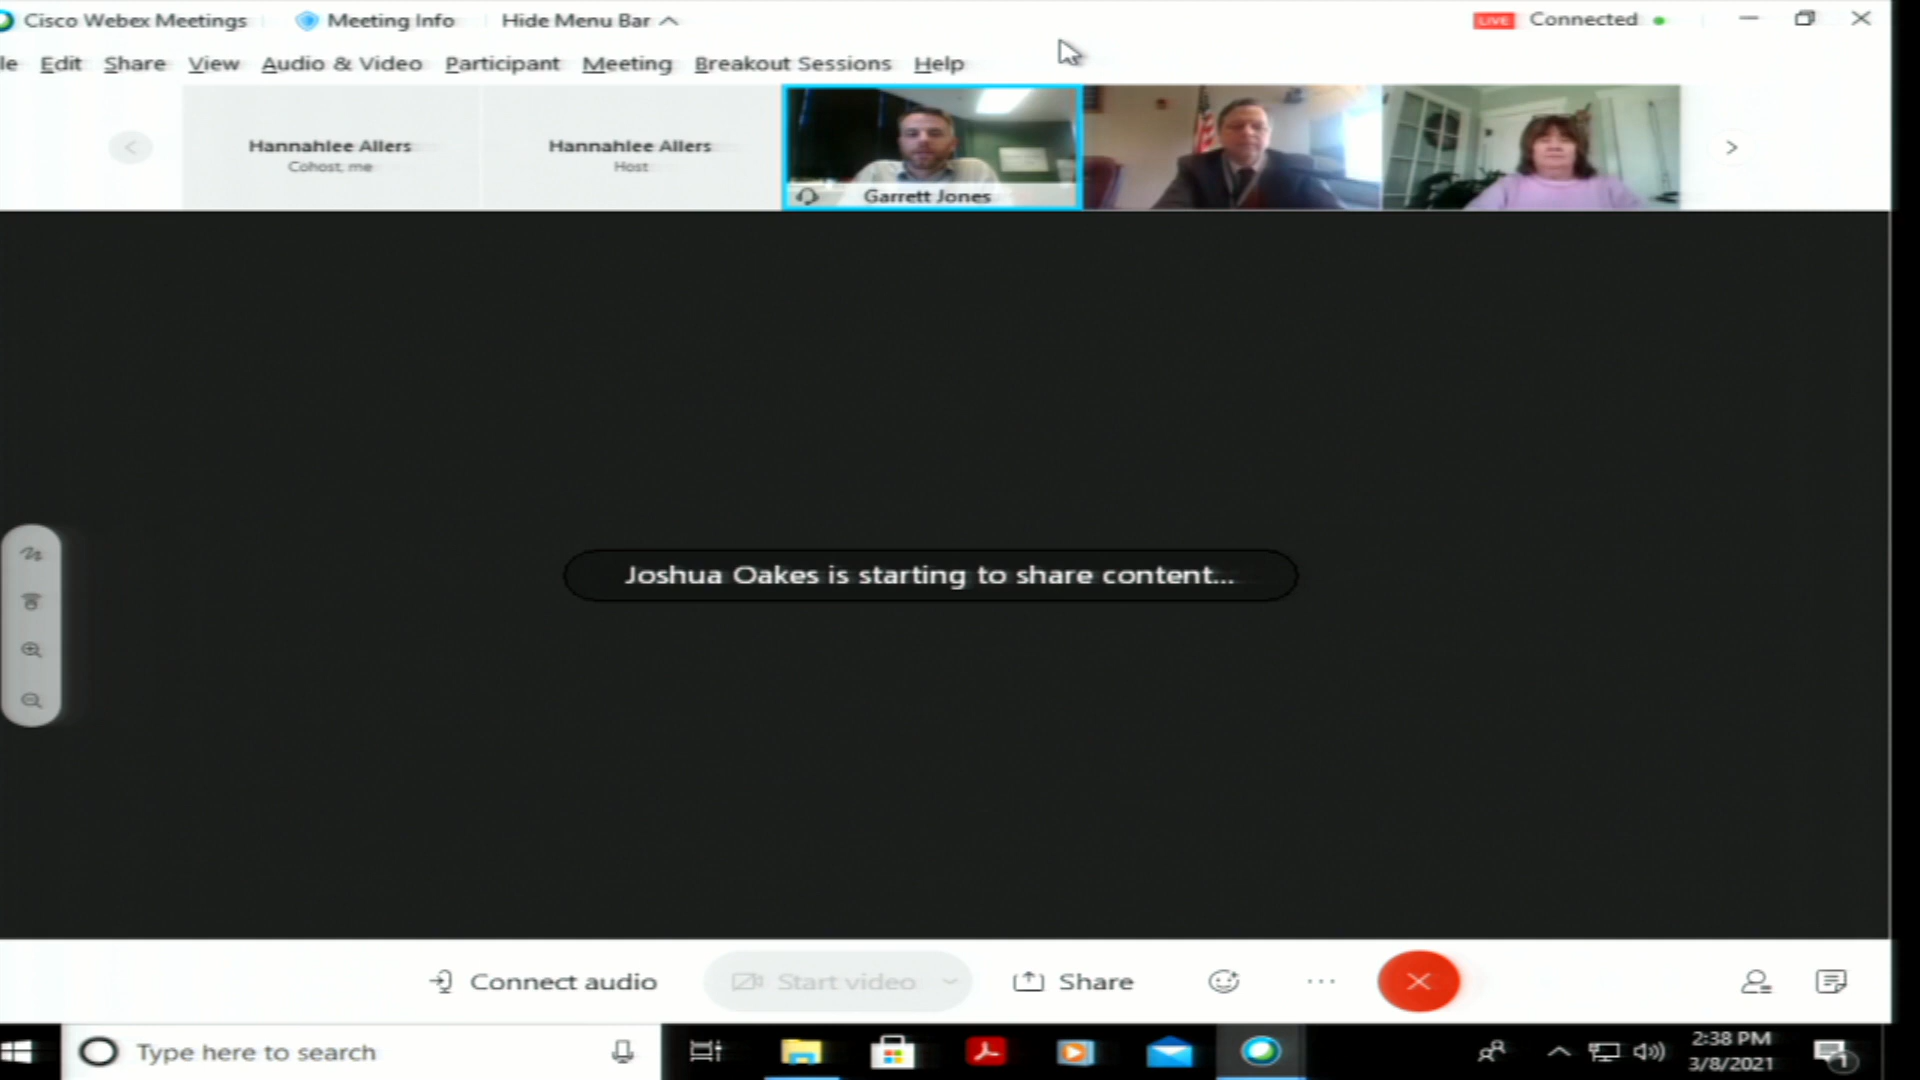 Cisco Webex Meetings Meeting Info Hide Menu Bar LIVE Connected
le Edit Share View Audio & Video Participant Meeting Breakout Sessions Help
Hannahlee Allers
Cohost, me
Hannahlee Allers
Host
Garrett Jones
Joshua Oakes is starting to share content...
Connect audio Start video Share
Type here to search
2:38 PM
3/8/2021
1